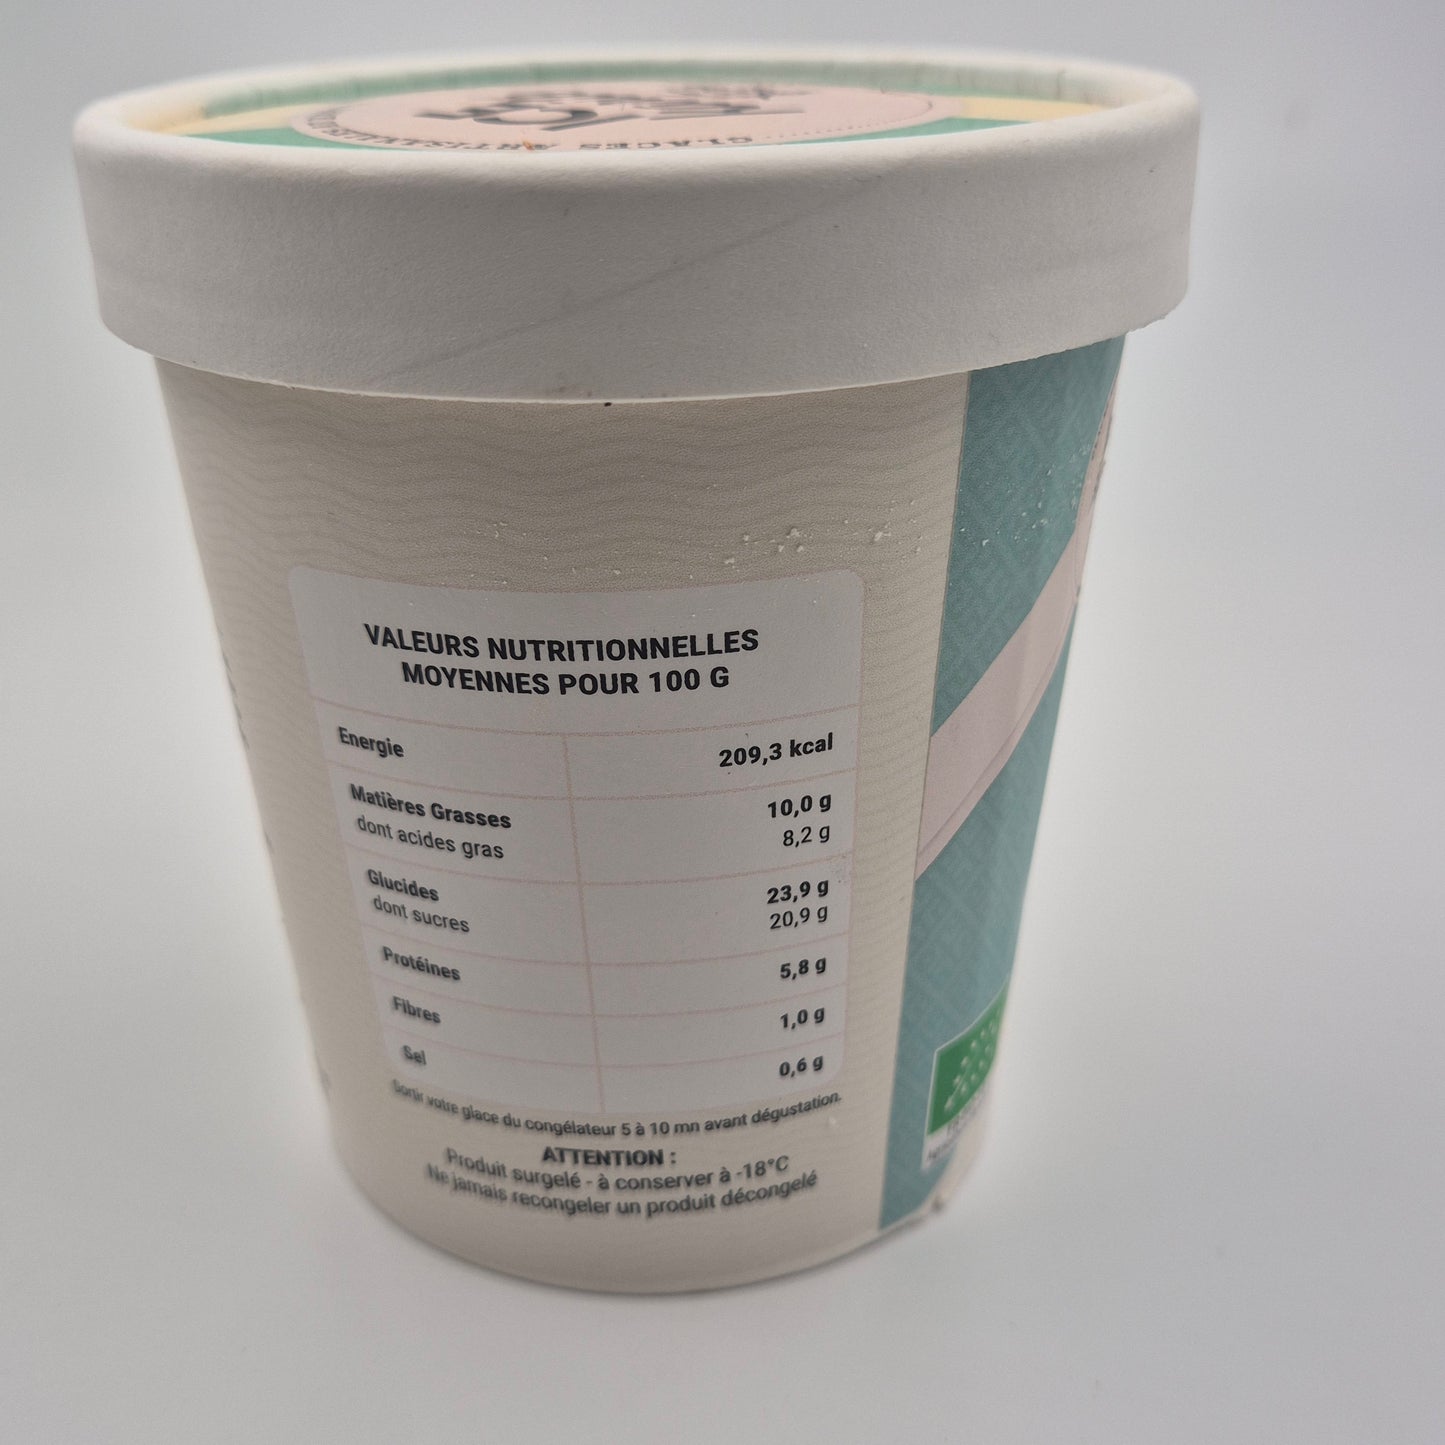 GLACES ARTISANALES
VALEURS NUTRITIONNELLES
MOYENNES POUR 100 G
Energie 209,3 kcal
Matières Grasses 10,0 g
dont acides gras 8,2 g
Glucides 23,9 g
dont sucres 20,9 g
Protéines 5,8 g
Fibres 1,0 g
Sel 0,6 g
Sortir votre glace du congélateur 5 à 10 mn avant dégustation.
ATTENTION :
Produit surgelé - à conserver à -18°C
Ne jamais recongeler un produit décongelé